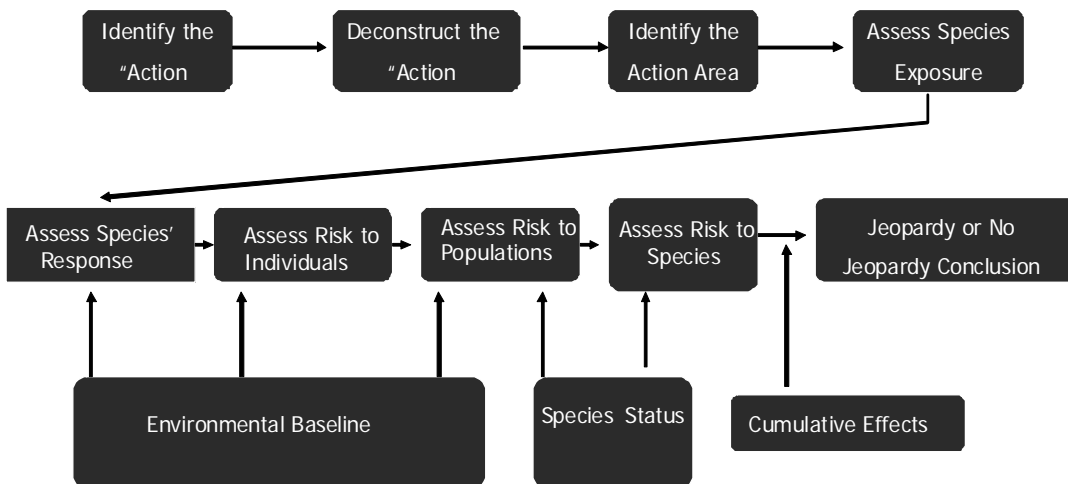 Identify the
“Action
Deconstruct the
“Action
Identify the
Action Area
Assess Species
Exposure
Assess Species’
Response
Assess Risk to
Individuals
Assess Risk to
Populations
Assess Risk to
Species
Jeopardy or No
Jeopardy Conclusion
Environmental Baseline
Species Status
Cumulative Effects